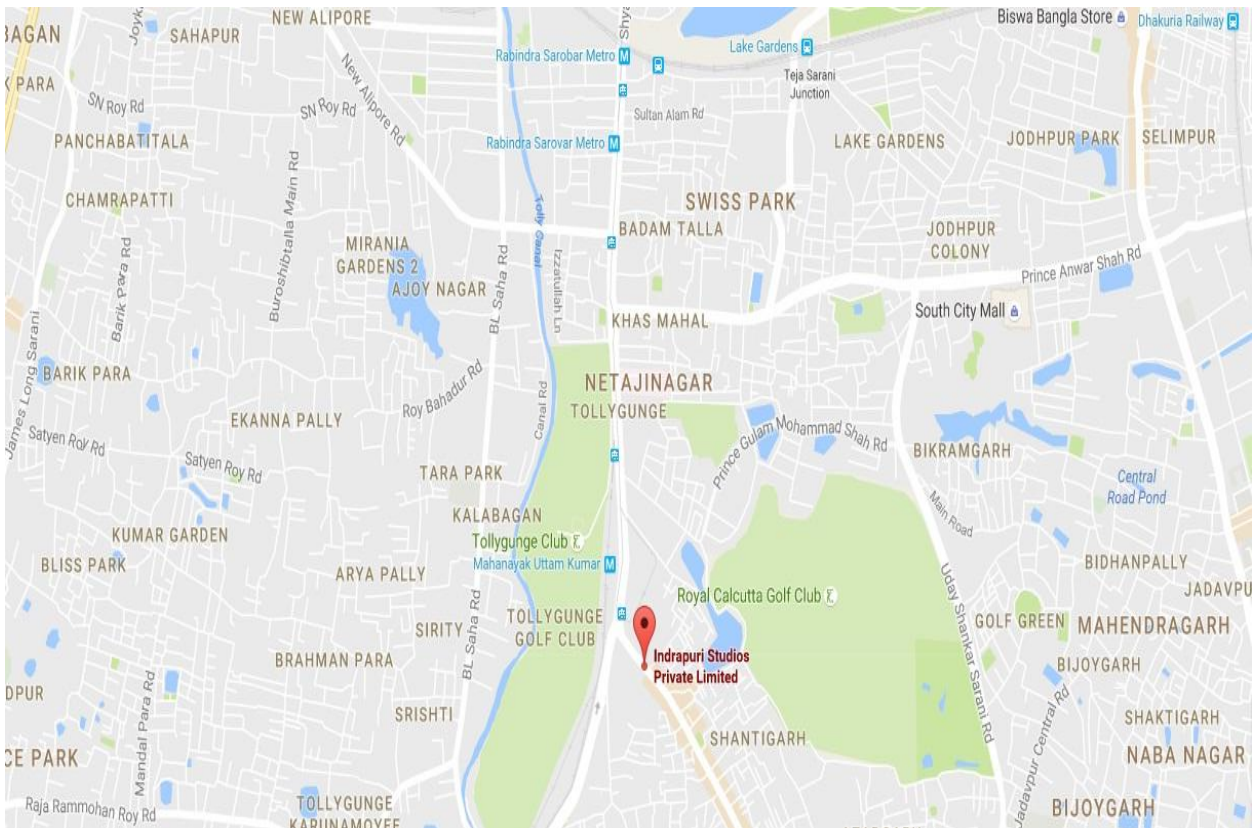 NEW ALIPORE
Biswa Bangla Store
Dhakuria Railway
BAGAN
SAHAPUR
Rabindra Sarobar Metro
Lake Gardens
Teja Sarani
Junction
K PARA
New Alipore Rd
SN Roy Rd
SN Roy Rd
Sultan Alam Rd
PANCHABATITALA
Rabindra Sarovar Metro
LAKE GARDENS
JODHPUR PARK
SELIMPUR
CHAMRAPATTI
Buroshibtalla Main Rd
Tolly Canal
SWISS PARK
BADAM TALLA
JODHPUR
COLONY
MIRANIA
GARDENS 2
Barik Para Rd
BL Saha Rd
Izzatullah Ln
Prince Anwar Shah Rd
AJOY NAGAR
KHAS MAHAL
South City Mall
James Long Sarani
BARIK PARA
Roy Bahadur Rd
Canal Rd
NETAJINAGAR
TOLLYGUNGE
EKANNA PALLY
Prince Gulam Mohammad Shah Rd
Satyen Roy Rd
Satyen Roy Rd
BIKRAMGARH
TARA PARK
Central
Road Pond
KALABAGAN
Main Road
KUMAR GARDEN
Tollygunge Club
Mahanayak Uttam Kumar
BLISS PARK
ARYA PALLY
BIDHANPALLY
JADAVPU
Royal Calcutta Golf Club
Uday Shankar Sarani Rd
TOLLYGUNGE
GOLF CLUB
SIRITY
BL Saha Rd
GOLF GREEN
MAHENDRAGARH
Indrapuri Studios
Private Limited
BRAHMAN PARA
BIJOYGARH
DPUR
Mandal Para Rd
SRISHTI
SHANTIGARH
Jadavpur Central Rd
SHAKTIGARH
CE PARK
NABA NAGAR
Raja Rammohan Roy Rd
TOLLYGUNGE
KARUNAMOYEE
BIJOYGARH